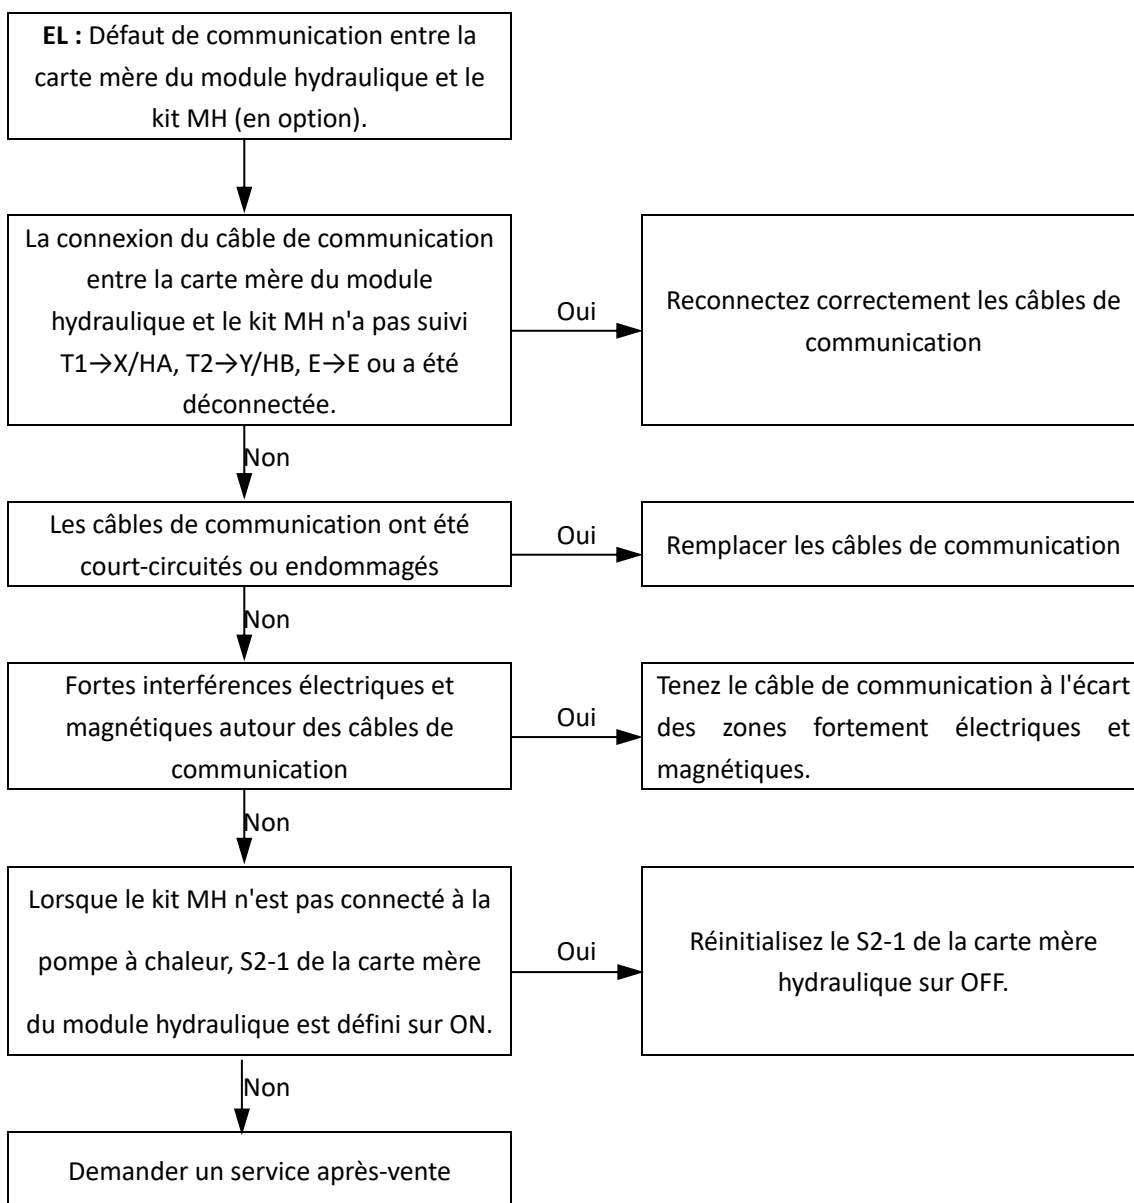 EL : Défaut de communication entre la
carte mère du module hydraulique et le
kit MH (en option).
La connexion du câble de communication
entre la carte mère du module
hydraulique et le kit MH n'a pas suivi
T1→X/HA, T2→Y/HB, E→E ou a été
déconnectée.
Oui
Reconnectez correctement les câbles de
communication
Non
Les câbles de communication ont été
court-circuités ou endommagés
Oui
Remplacer les câbles de communication
Non
Fortes interférences électriques et
magnétiques autour des câbles de
communication
Oui
Tenez le câble de communication à l'écart
des zones fortement électriques et
magnétiques.
Non
Lorsque le kit MH n'est pas connecté à la
pompe à chaleur, S2-1 de la carte mère
du module hydraulique est défini sur ON.
Oui
Réinitialisez le S2-1 de la carte mère
hydraulique sur OFF.
Non
Demander un service après-vente